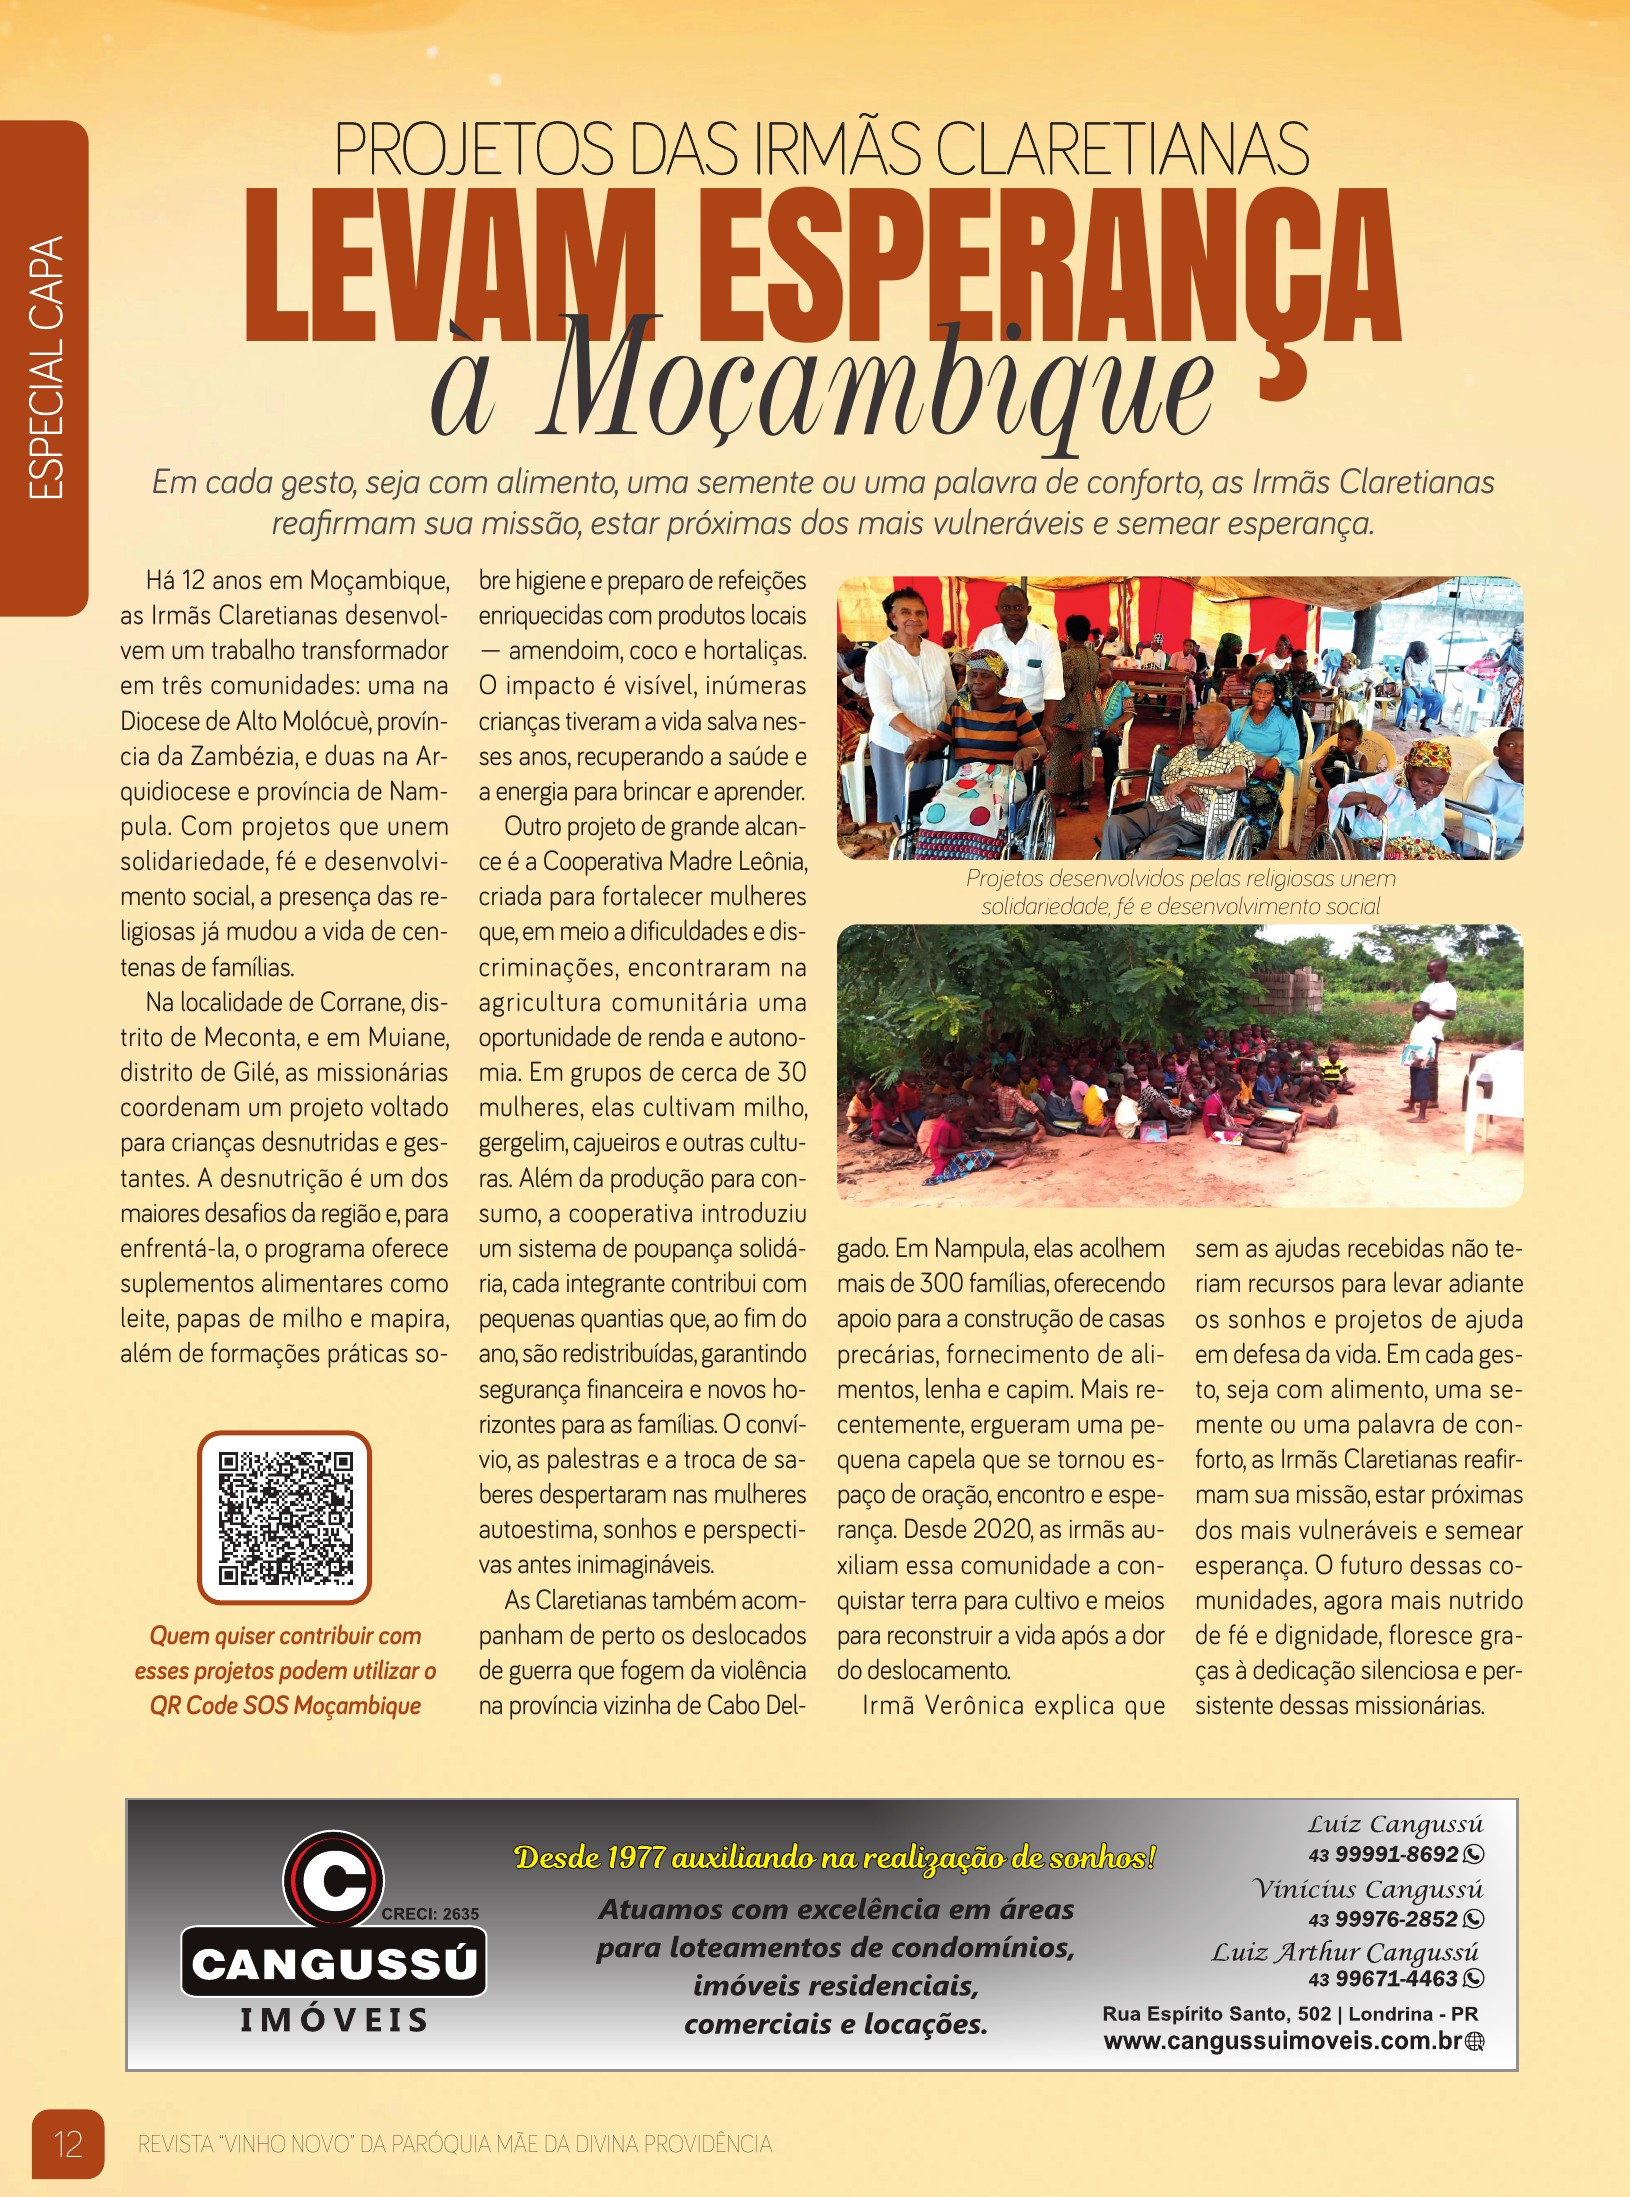 ESPECIAL CAPA
PROJETOS DAS IRMÃS CLARETIANAS
LEVAM ESPERANÇA
à Moçambique
Em cada gesto, seja com alimento, uma semente ou uma palavra de conforto, as Irmãs Claretianas
reafirmam sua missão, estar próximas dos mais vulneráveis e semear esperança.
Há 12 anos em Moçambique,
as Irmãs Claretianas desenvol-
vem um trabalho transformador
em três comunidades: uma na
Diocese de Alto Molócuè, provín-
cia da Zambézia, e duas na Ar-
quidiocese e província de Nam-
pula. Com projetos que unem
solidariedade, fé e desenvolvi-
mento social, a presença das re-
ligiosas já mudou a vida de cen-
tenas de famílias.
Na localidade de Corrane, dis-
trito de Meconta, e em Muiane,
distrito de Gilé, as missionárias
coordenam um projeto voltado
para crianças desnutridas e ges-
tantes. A desnutrição é um dos
maiores desafios da região e, para
enfrentá-la, o programa oferece
suplementos alimentares como
leite, papas de milho e mapira,
além de formações práticas so-
Quem quiser contribuir com
esses projetos podem utilizar o
QR Code SOS Moçambique
bre higiene e preparo de refeições
enriquecidas com produtos locais
— amendoim, coco e hortaliças.
O impacto é visível, inúmeras
crianças tiveram a vida salva nes-
ses anos, recuperando a saúde e
a energia para brincar e aprender.
Outro projeto de grande alcan-
ce é a Cooperativa Madre Leônia,
criada para fortalecer mulheres
que, em meio a dificuldades e dis-
criminações, encontraram na
agricultura comunitária uma
oportunidade de renda e autono-
mia. Em grupos de cerca de 30
mulheres, elas cultivam milho,
gergelim, cajueiros e outras cultu-
ras. Além da produção para con-
sumo, a cooperativa introduziu
um sistema de poupança solidá-
ria, cada integrante contribui com
pequenas quantias que, ao fim do
ano, são redistribuídas, garantindo
segurança financeira e novos ho-
rizontes para as famílias. O conví-
vio, as palestras e a troca de sa-
beres despertaram nas mulheres
autoestima, sonhos e perspecti-
vas antes inimagináveis.
As Claretianas também acom-
panham de perto os deslocados
de guerra que fogem da violência
na província vizinha de Cabo Del-
Projetos desenvolvidos pelas religiosas unem
solidariedade, fé e desenvolvimento social
gado. Em Nampula, elas acolhem
mais de 300 famílias, oferecendo
apoio para a construção de casas
precárias, fornecimento de ali-
mentos, lenha e capim. Mais re-
centemente, ergueram uma pe-
quena capela que se tornou es-
paço de oração, encontro e espe-
rança. Desde 2020, as irmãs au-
xiliam essa comunidade a con-
quistar terra para cultivo e meios
para reconstruir a vida após a dor
do deslocamento.
Irmã Verônica explica que
sem as ajudas recebidas não te-
riam recursos para levar adiante
os sonhos e projetos de ajuda
em defesa da vida. Em cada ges-
to, seja com alimento, uma se-
mente ou uma palavra de con-
forto, as Irmãs Claretianas reafir-
mam sua missão, estar próximas
dos mais vulneráveis e semear
esperança. O futuro dessas co-
munidades, agora mais nutrido
de fé e dignidade, floresce gra-
ças à dedicação silenciosa e per-
sistente dessas missionárias.
C
CRECI: 2635
CANGUSSÚ
IMÓVEIS
Desde 1977 auxiliando na realização de sonhos!
Atuamos com excelência em áreas
para loteamentos de condomínios,
imóveis residenciais,
comerciais e locações.
Luiz Cangussú
43 99991-8692
Vinícius Cangussú
43 99976-2852
Luiz Arthur Cangussú
43 99671-4463
Rua Espírito Santo, 502 | Londrina - PR
www.cangussuimoveis.com.br
12
REVISTA “VINHO NOVO” DA PARÓQUIA MÃE DA DIVINA PROVIDÊNCIA